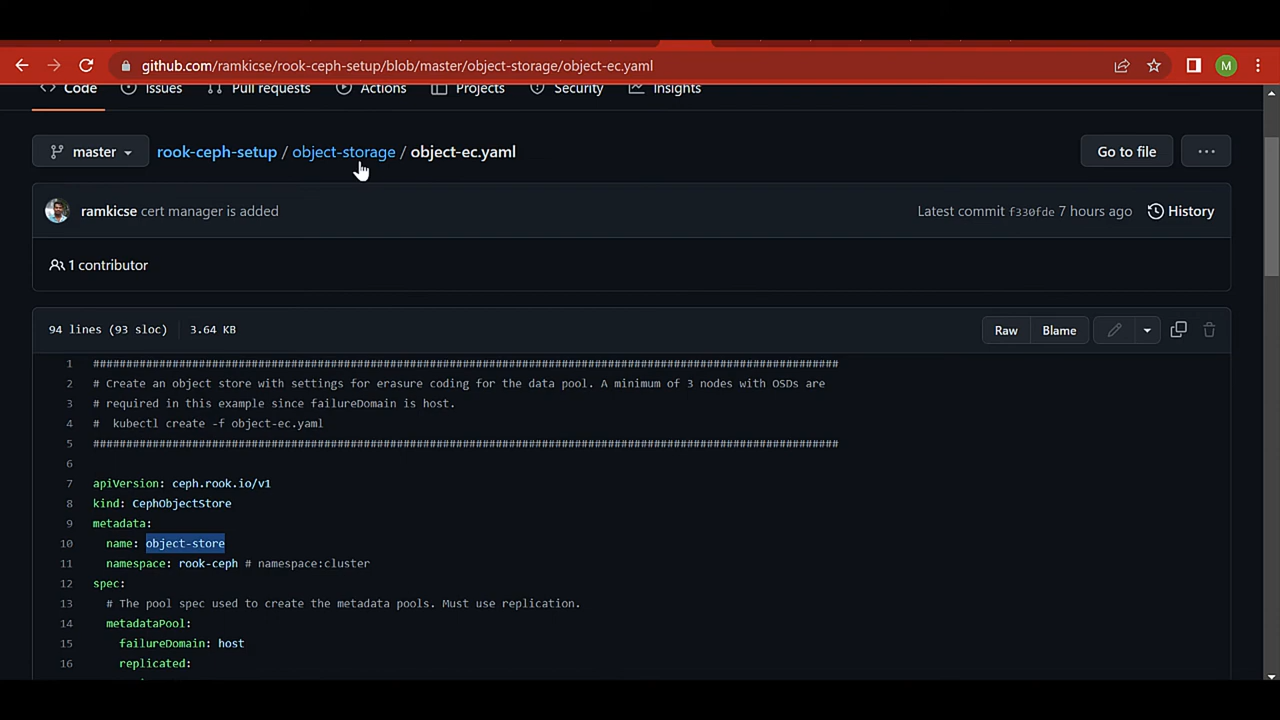 github.com/ramkicse/rook-ceph-setup/blob/master/object-storage/object-ec.yaml
M
Code
Issues
Pull requests
Actions
Projects
Security
Insights
master
rook-ceph-setup / object-storage / object-ec.yaml
Go to file
...
ramkicse cert manager is added
Latest commit f330fde 7 hours ago
History
1 contributor
94 lines (93 sloc) | 3.64 KB
Raw
Blame
1 #################################################################################################################
2 # Create an object store with settings for erasure coding for the data pool. A minimum of 3 nodes with OSDs are
3 # required in this example since failureDomain is host.
4 #  kubectl create -f object-ec.yaml
5 #################################################################################################################
6
7 apiVersion: ceph.rook.io/v1
8 kind: CephObjectStore
9 metadata:
10   name: object-store
11   namespace: rook-ceph # namespace:cluster
12 spec:
13   # The pool spec used to create the metadata pools. Must use replication.
14   metadataPool:
15     failureDomain: host
16     replicated: